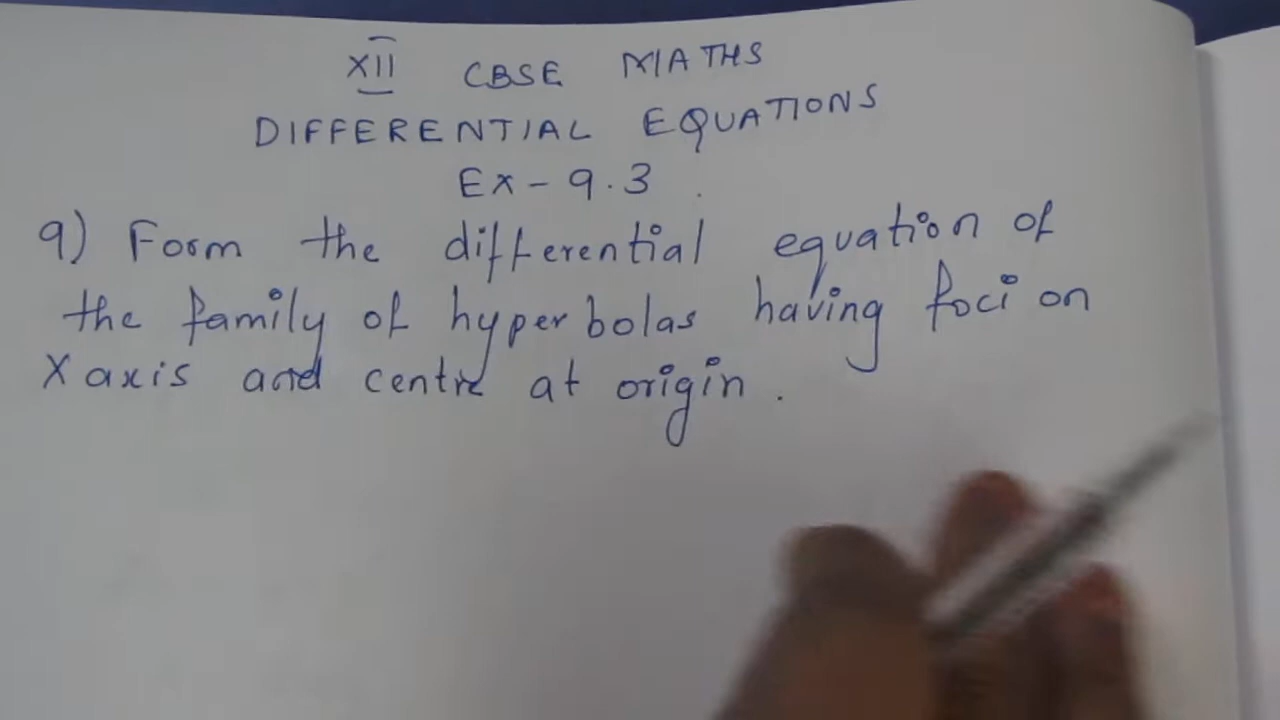 XII CBSE MATHS
DIFFERENTIAL EQUATIONS
Ex - 9.3
9) Form the differential equation of
the family of hyperbolas having foci on
X axis and centre at origin.